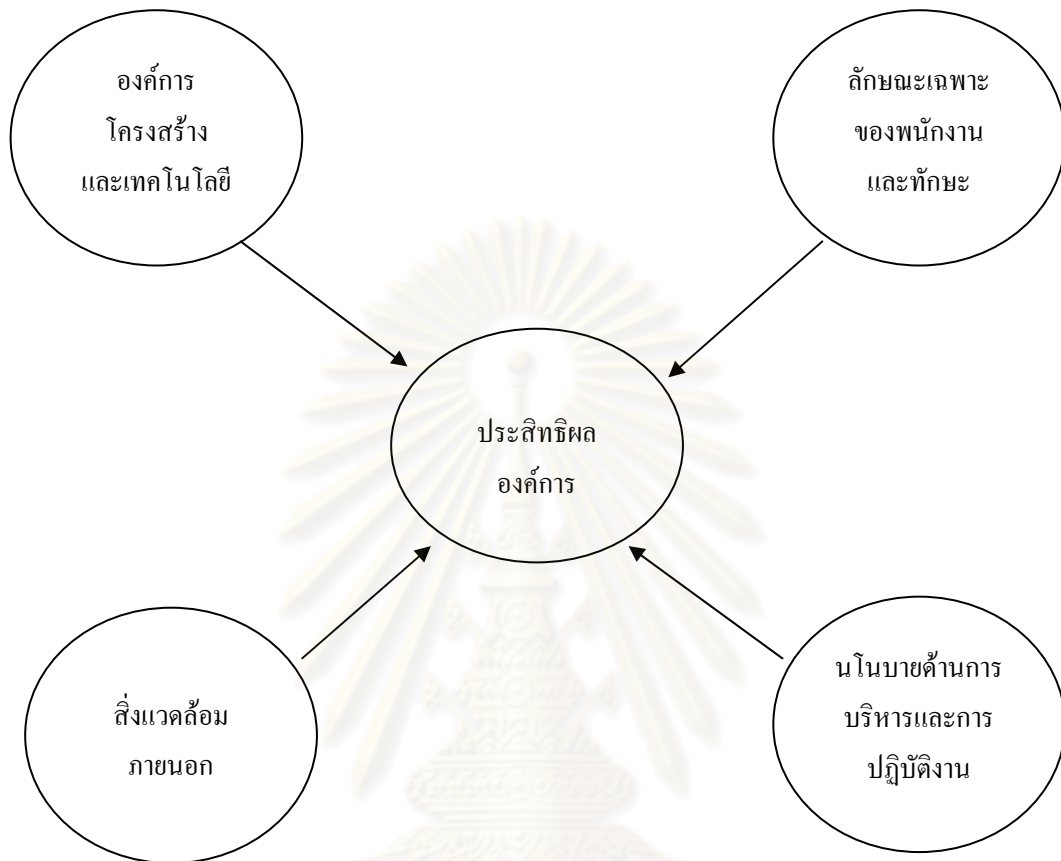 องค์การ
โครงสร้าง
และเทคโนโลยี
ลักษณะเฉพาะ
ของพนักงาน
และทักษะ
ประสิทธิผล
องค์การ
สิ่งแวดล้อม
ภายนอก
นโนบายด้านการ
บริหารและการ
ปฏิบัติงาน